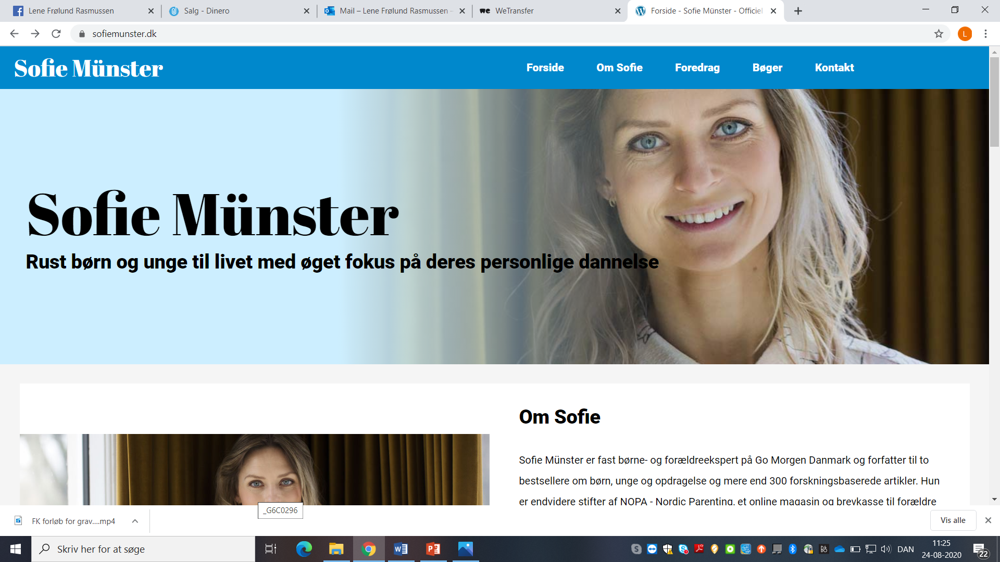 Lene Frølund Rasmussen
Salg - Dinero
Mail – Lene Frølund Rasmussen –
WeTransfer
Forside - Sofie Münster - Officiel
sofiemunster.dk
L
Sofie Münster
Forside
Om Sofie
Foredrag
Bøger
Kontakt
Sofie Münster
Rust børn og unge til livet med øget fokus på deres personlige dannelse
Om Sofie
Sofie Münster er fast børne- og forældreekspert på Go Morgen Danmark og forfatter til to
bestsellere om børn, unge og opdragelse og mere end 300 forskningsbaserede artikler. Hun
er endvidere stifter af NOPA - Nordic Parenting, et online magasin og brevkasse til forældre
_G6C0296
FK forløb for grav....mp4
Vis alle
Skriv her for at søge
DAN
11:25
24-08-2020
22